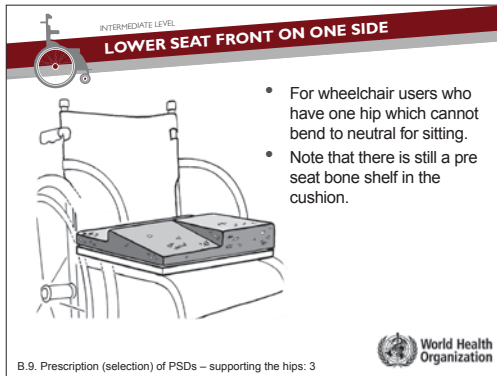 INTERMEDIATE LEVEL
LOWER SEAT FRONT ON ONE SIDE
• For wheelchair users who
have one hip which cannot
bend to neutral for sitting.
• Note that there is still a pre
seat bone shelf in the
cushion.
B.9. Prescription (selection) of PSDs – supporting the hips: 3
World Health
Organization